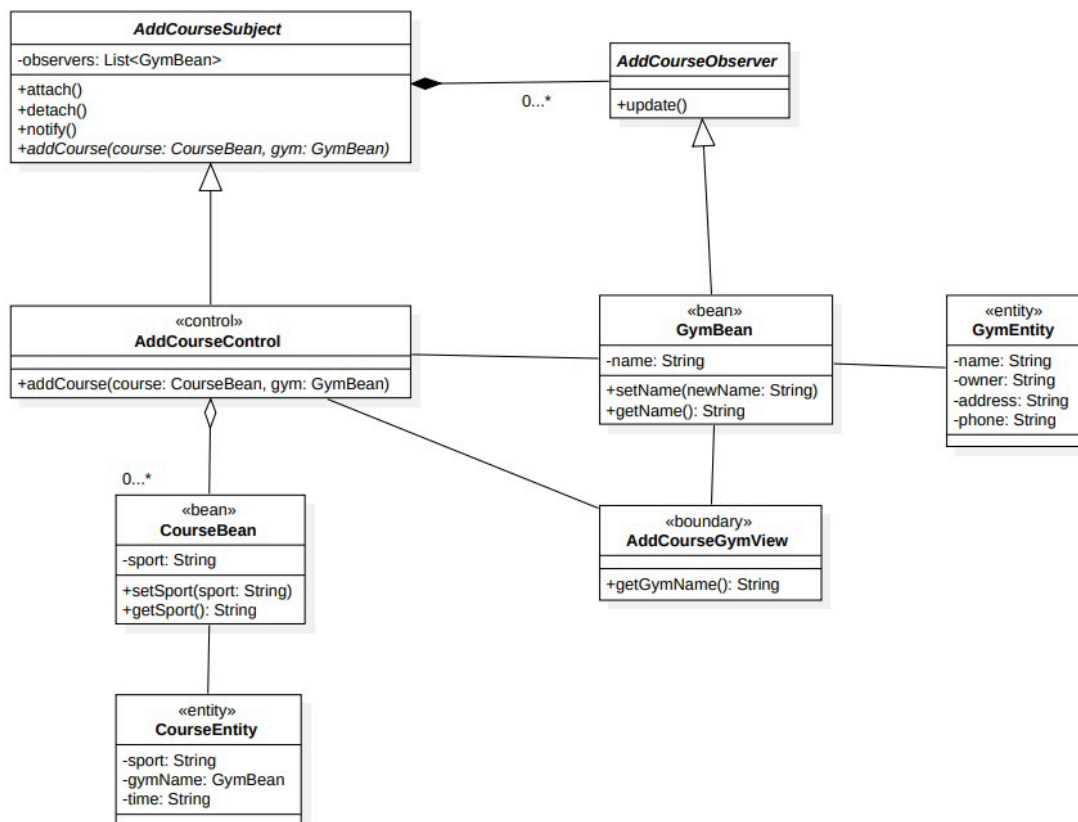 AddCourseSubject
-observers: List<GymBean>
+attach()
+detach()
+notify()
+addCourse(course: CourseBean, gym: GymBean)
0...*
AddCourseObserver
+update()
«control»
AddCourseControl
+addCourse(course: CourseBean, gym: GymBean)
«bean»
GymBean
-name: String
+setName(newName: String)
+getName(): String
«entity»
GymEntity
-name: String
-owner: String
-address: String
-phone: String
0...*
«bean»
CourseBean
-sport: String
+setSport(sport: String)
+getSport(): String
«boundary»
AddCourseGymView
+getGymName(): String
«entity»
CourseEntity
-sport: String
-gymName: GymBean
-time: String